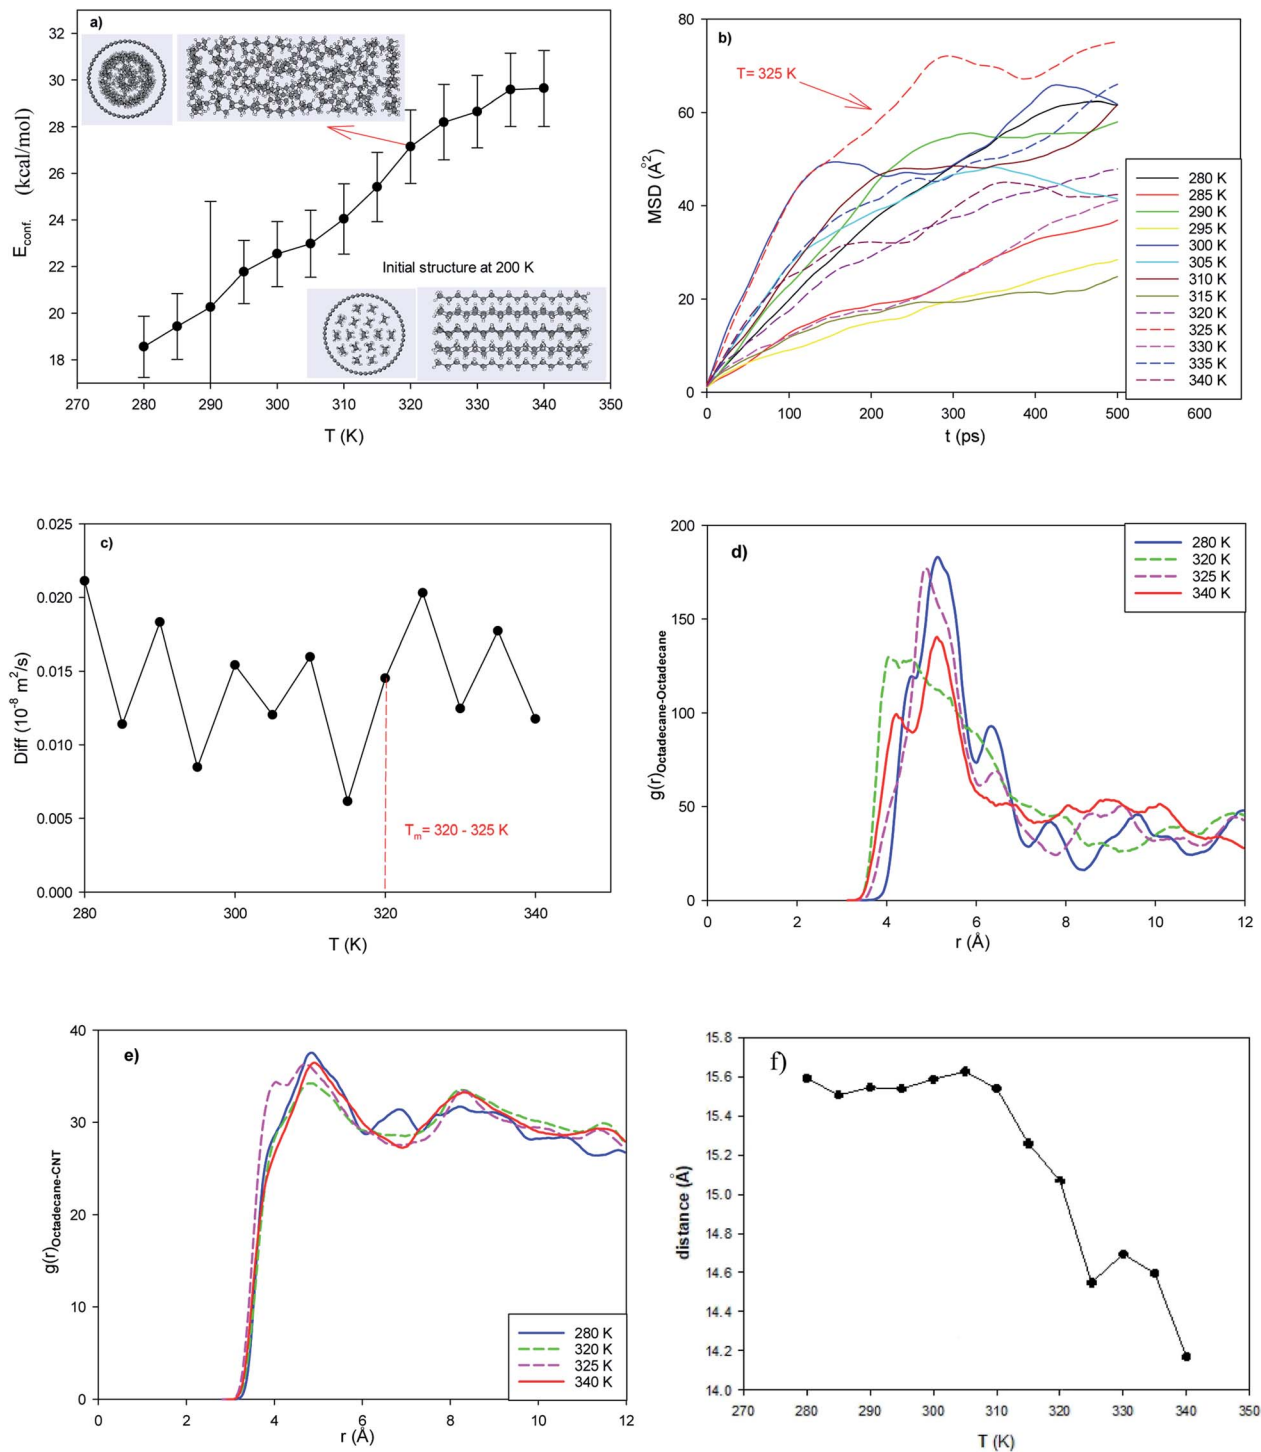 a)
32
30
28
26
24
22
20
18
E conf. (kcal/mol)
Initial structure at 200 K
270 280 290 300 310 320 330 340 350
T (K)
b)
80
60
40
20
0
MSD (Å²)
T= 325 K
280 K
285 K
290 K
295 K
300 K
305 K
310 K
315 K
320 K
325 K
330 K
335 K
340 K
0 100 200 300 400 500 600
t (ps)
c)
0.025
0.020
0.015
0.010
0.005
0.000
Diff (10⁻⁸ m²/s)
Tm= 320 - 325 K
280 300 320 340
T (K)
d)
200
150
100
50
0
g(r)Octadecane-Octadecane
280 K
320 K
325 K
340 K
0 2 4 6 8 10 12
r (Å)
e)
40
30
20
10
0
g(r)Octadecane-CNT
280 K
320 K
325 K
340 K
0 2 4 6 8 10 12
r (Å)
f)
15.8
15.6
15.4
15.2
15.0
14.8
14.6
14.4
14.2
14.0
distance (Å)
270 280 290 300 310 320 330 340 350
T (K)